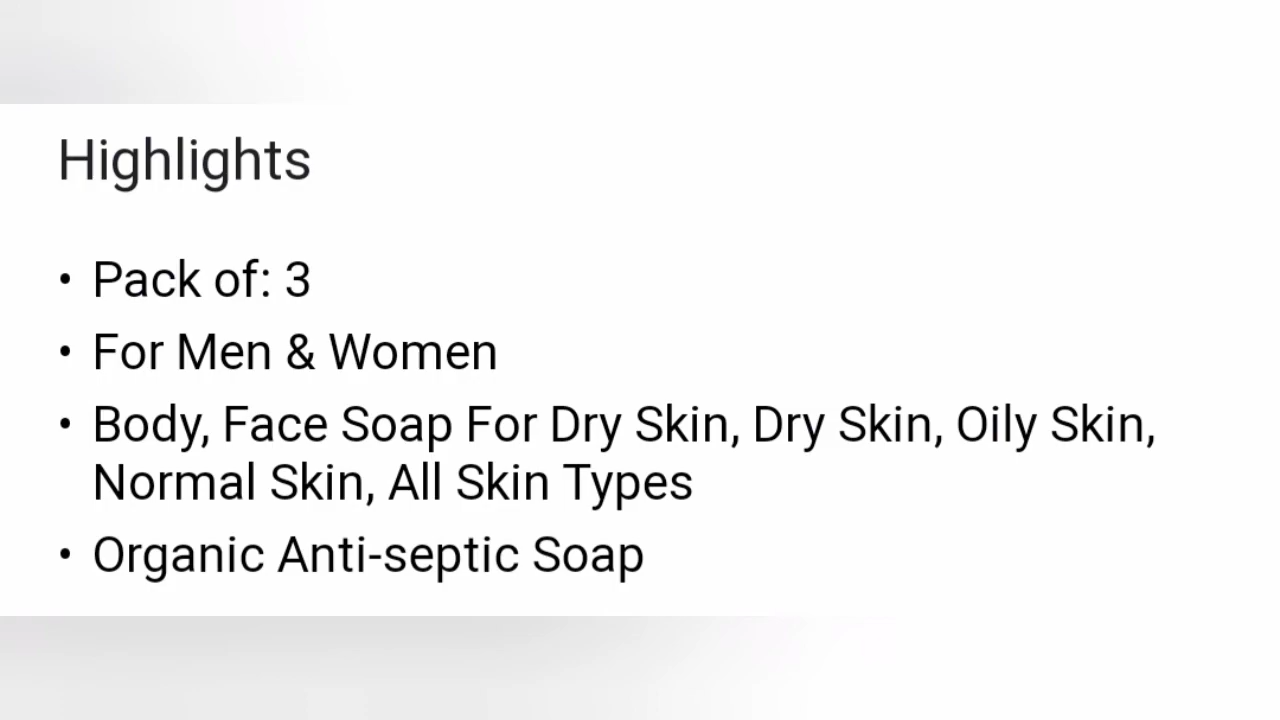 Highlights
• Pack of: 3
• For Men & Women
• Body, Face Soap For Dry Skin, Dry Skin, Oily Skin,
Normal Skin, All Skin Types
• Organic Anti-septic Soap